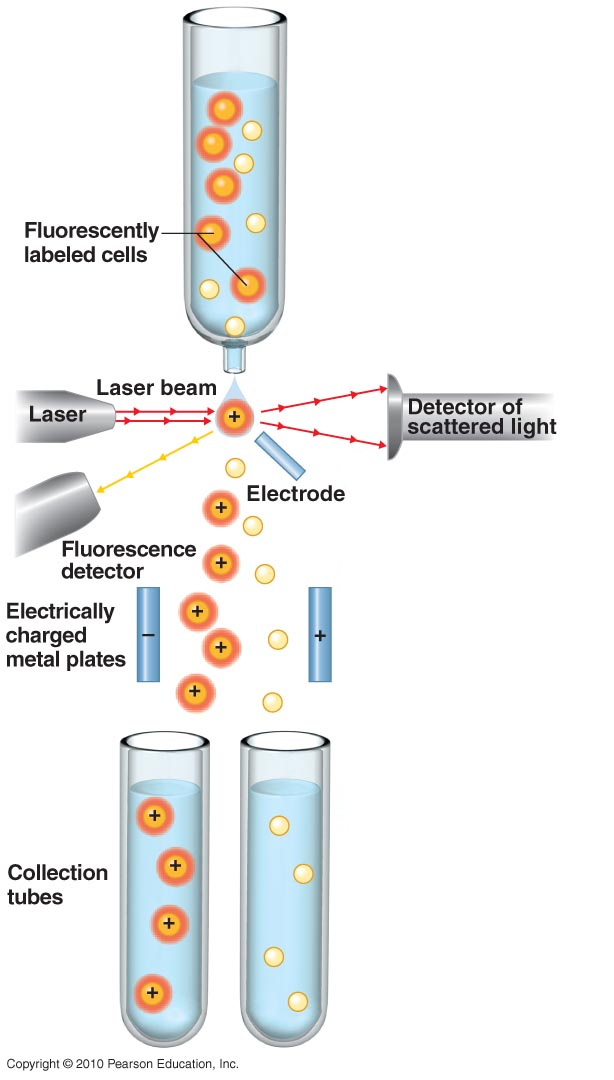 Fluorescently
labeled cells
Laser beam
Laser
+
Detector of
scattered light
Electrode
+
Fluorescence
detector
+
Electrically
charged
metal plates
−
+
+
+
+
Collection
tubes
+
+
+
+
Copyright © 2010 Pearson Education, Inc.